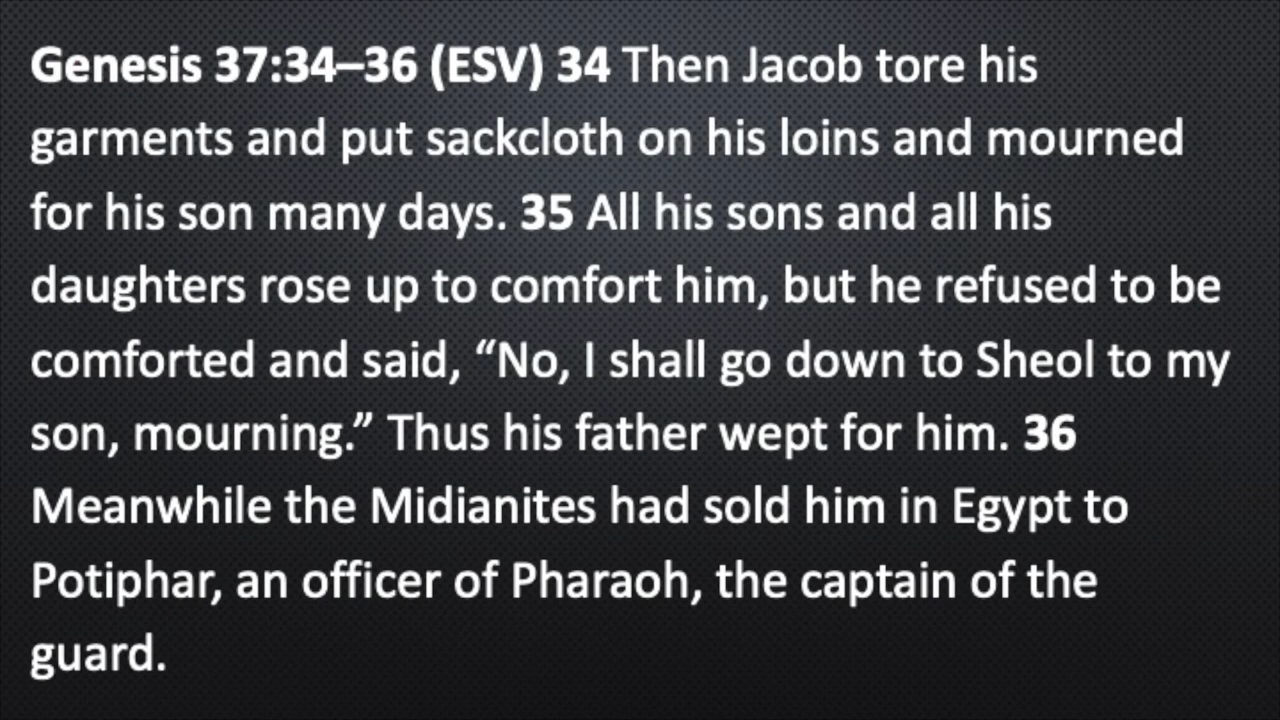 Genesis 37:34–36 (ESV) 34 Then Jacob tore his
garments and put sackcloth on his loins and mourned
for his son many days. 35 All his sons and all his
daughters rose up to comfort him, but he refused to be
comforted and said, “No, I shall go down to Sheol to my
son, mourning.” Thus his father wept for him. 36
Meanwhile the Midianites had sold him in Egypt to
Potiphar, an officer of Pharaoh, the captain of the
guard.